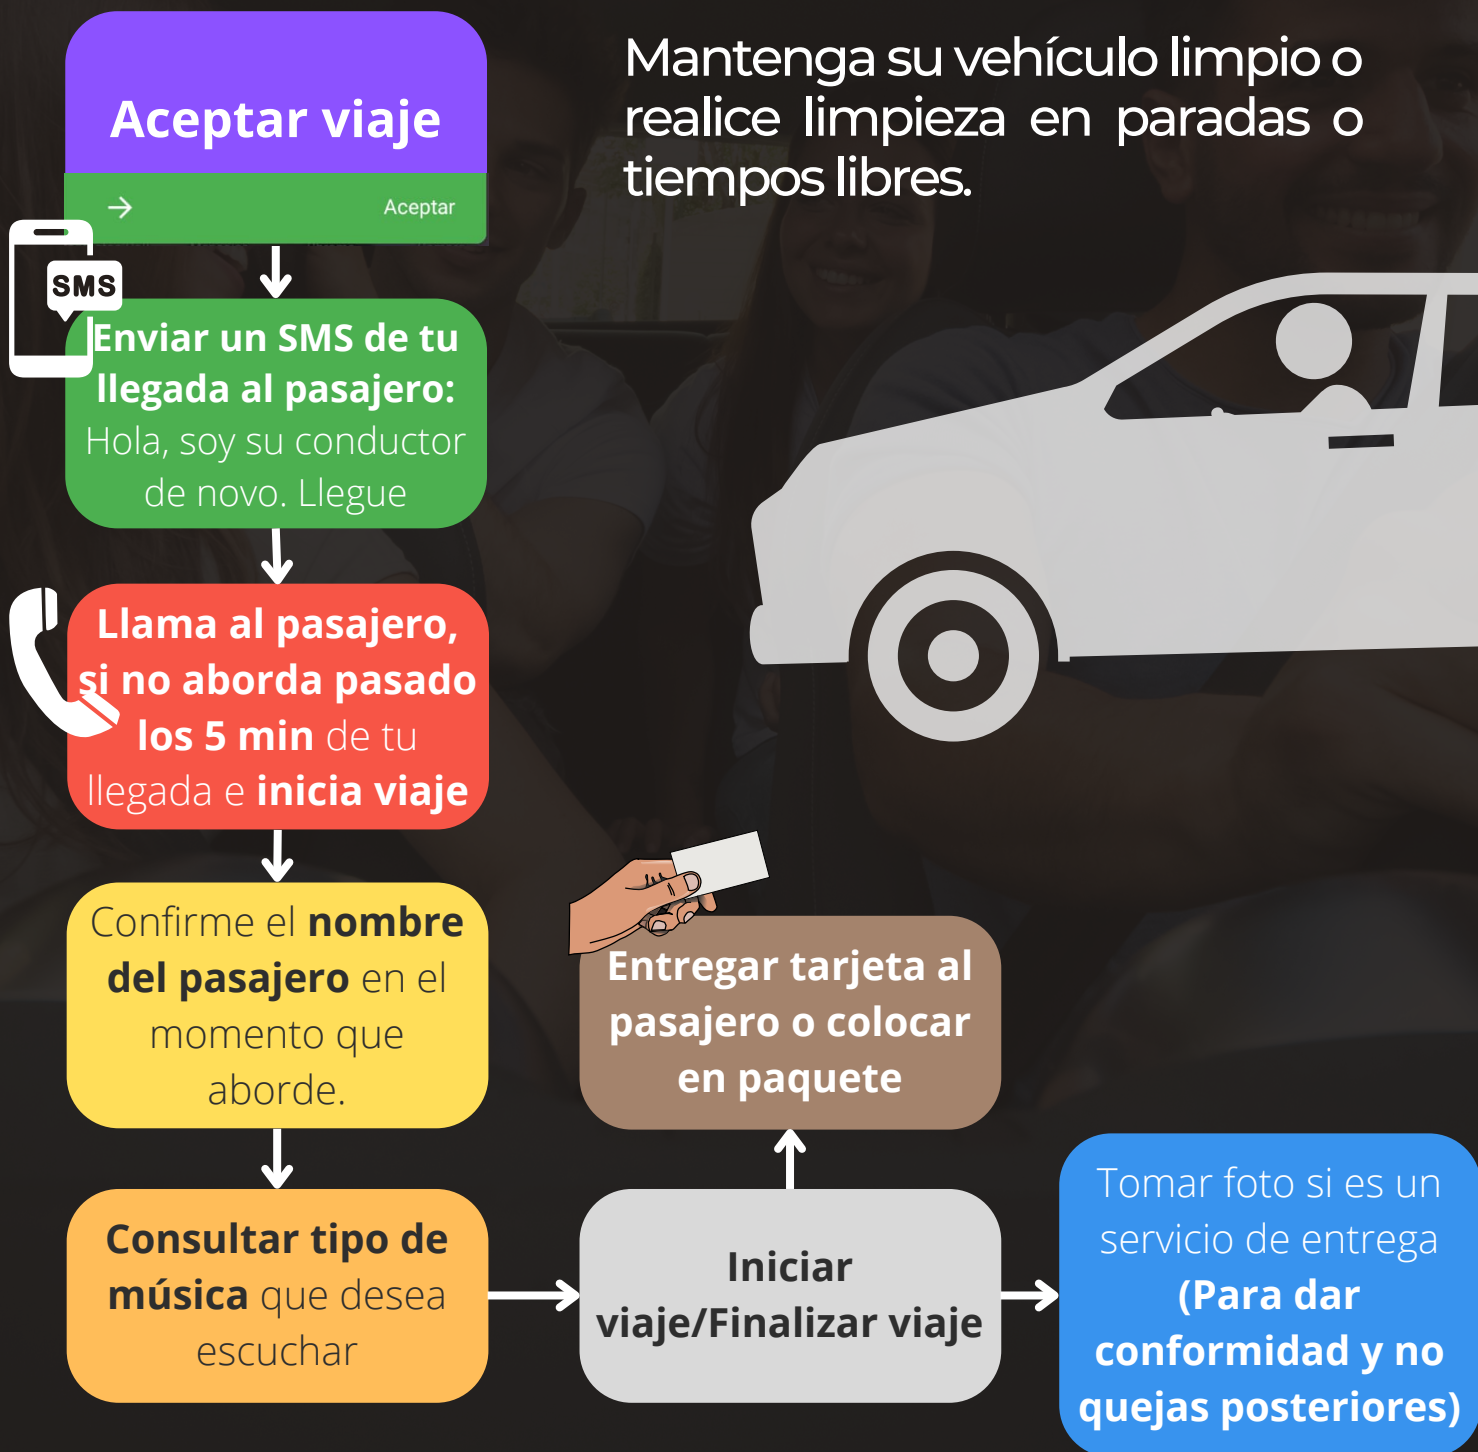 Aceptar viaje
Aceptar
Mantenga su vehículo limpio o
realice limpieza en paradas o
tiempos libres.
SMS
Enviar un SMS de tu
llegada al pasajero:
Hola, soy su conductor
de novo. Llegue
Llama al pasajero,
si no aborda pasado
los 5 min de tu
llegada e inicia viaje
Confirme el nombre
del pasajero en el
momento que
aborde.
Consultar tipo de
música que desea
escuchar
Iniciar
viaje/Finalizar viaje
Entregar tarjeta al
pasajero o colocar
en paquete
Tomar foto si es un
servicio de entrega
(Para dar
conformidad y no
quejas posteriores)